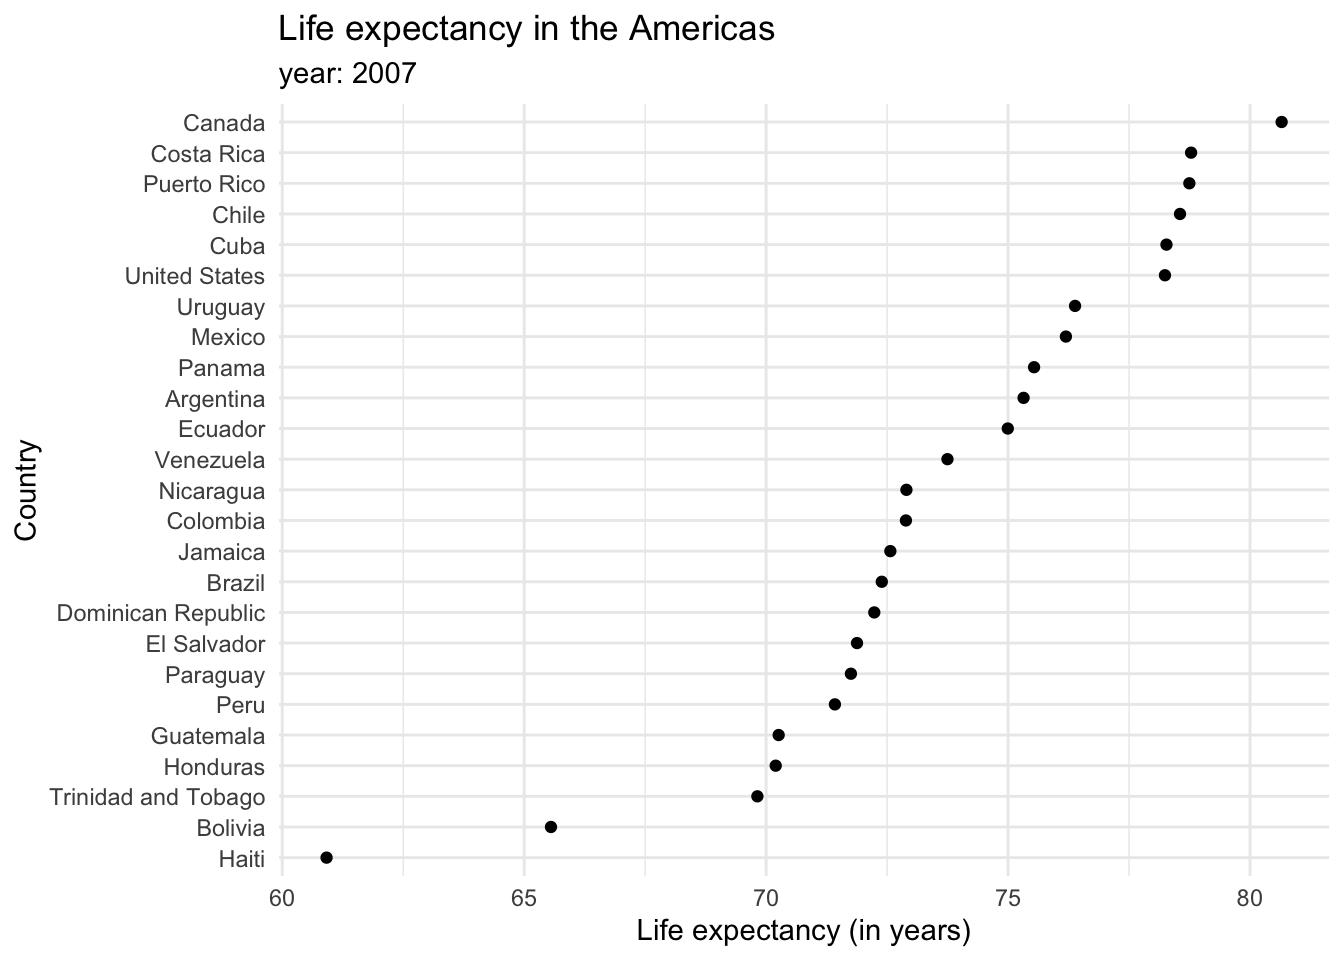 Life expectancy in the Americas
year: 2007
Canada
Costa Rica
Puerto Rico
Chile
Cuba
United States
Uruguay
Mexico
Panama
Argentina
Ecuador
Venezuela
Nicaragua
Colombia
Jamaica
Brazil
Dominican Republic
El Salvador
Paraguay
Peru
Guatemala
Honduras
Trinidad and Tobago
Bolivia
Haiti
Country
60 65 70 75 80
Life expectancy (in years)